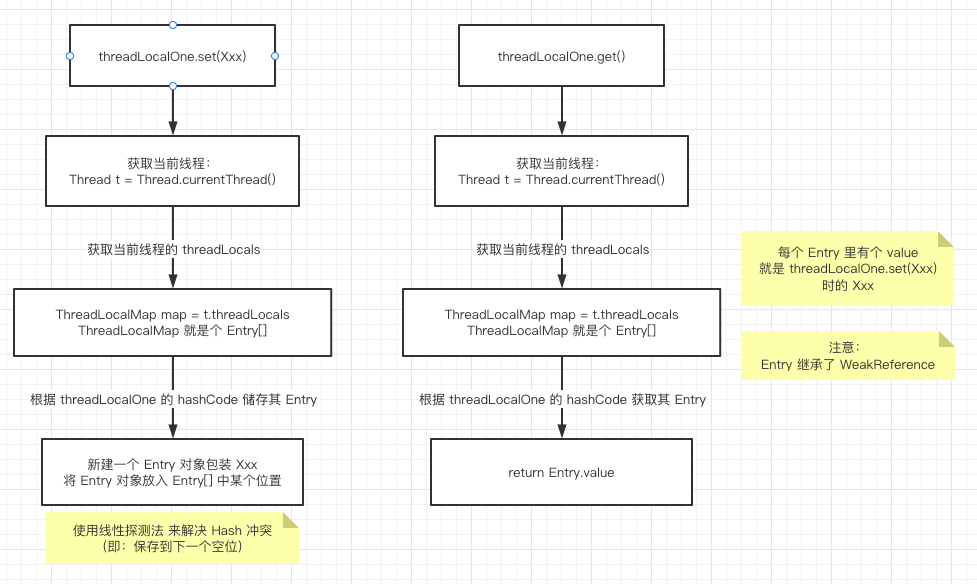 threadLocalOne.set(Xxx)
获取当前线程：
Thread t = Thread.currentThread()
获取当前线程的 threadLocals
ThreadLocalMap map = t.threadLocals
ThreadLocalMap 就是个 Entry[]
根据 threadLocalOne 的 hashCode 储存其 Entry
新建一个 Entry 对象包装 Xxx
将 Entry 对象放入 Entry[] 中某个位置
使用线性探测法 来解决 Hash 冲突
（即：保存到下一个空位）
threadLocalOne.get()
获取当前线程：
Thread t = Thread.currentThread()
获取当前线程的 threadLocals
ThreadLocalMap map = t.threadLocals
ThreadLocalMap 就是个 Entry[]
根据 threadLocalOne 的 hashCode 获取其 Entry
return Entry.value
每个 Entry 里有个 value
就是 threadLocalOne.set(Xxx)
时的 Xxx
注意：
Entry 继承了 WeakReference